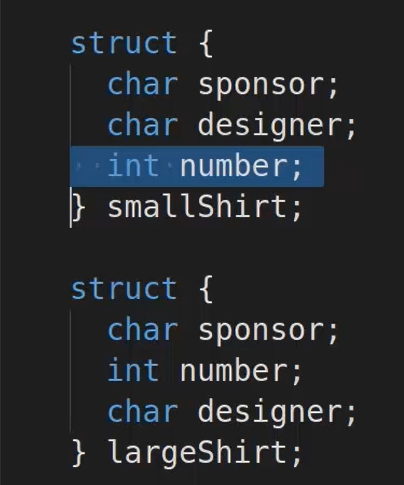 struct {
  char sponsor;
  char designer;
  int number;
} smallShirt;

struct {
  char sponsor;
  int number;
  char designer;
} largeShirt;